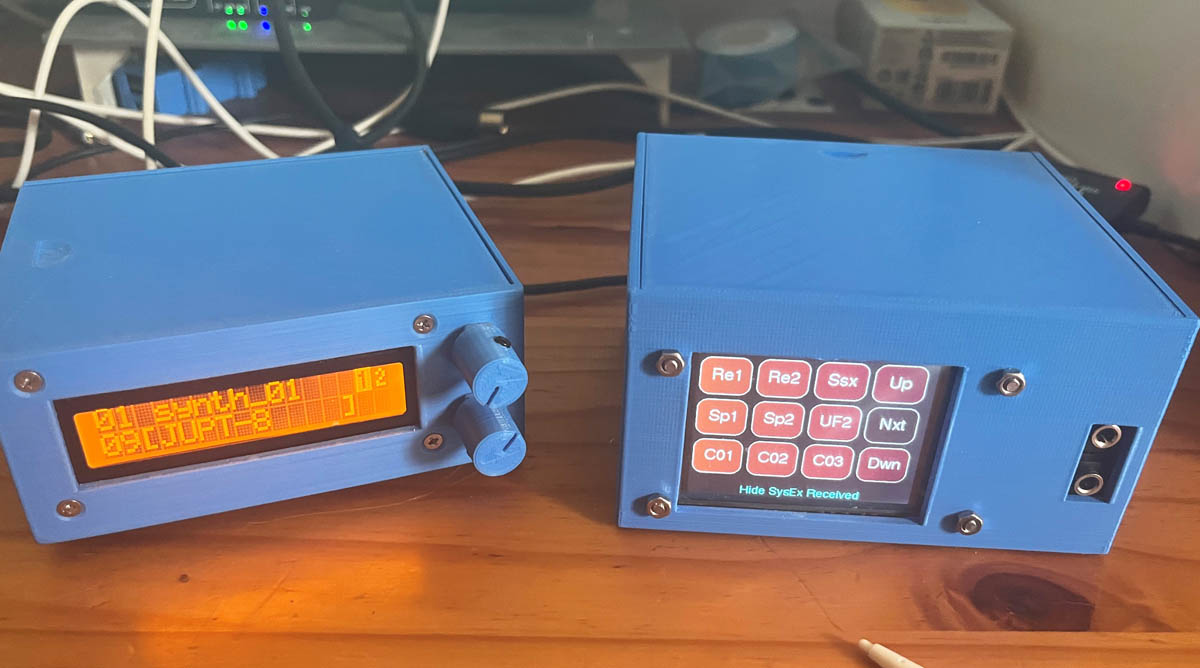 01 synth_01 12
09[JUPT-8 ]
Re1 Re2 Ssx Up
Sp1 Sp2 UF2 Nxt
C01 C02 C03 Dwn
Hide SysEx Received